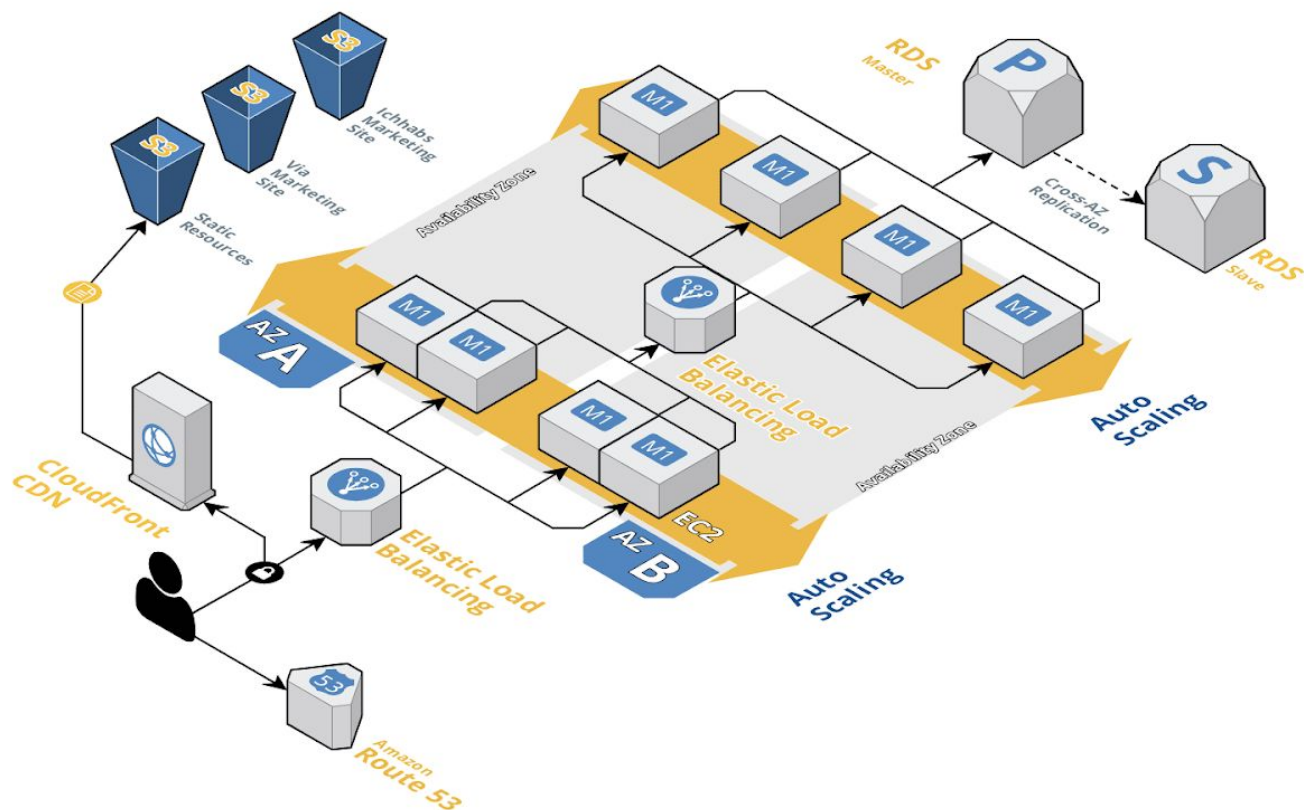 S3
Ichhabs
Marketing
Site
S3
Via
Marketing
Site
S3
Static
Resources
RDS
Master
P
Cross-AZ
Replication
S
RDS
Slave
M1
M1
M1
M1
Availability Zone
Elastic Load
Balancing
Auto
Scaling
AZ A
M1
M1
M1
M1
Availability Zone
EC2
AZ B
Auto
Scaling
CloudFront
CDN
Elastic Load
Balancing
53
Amazon
Route 53